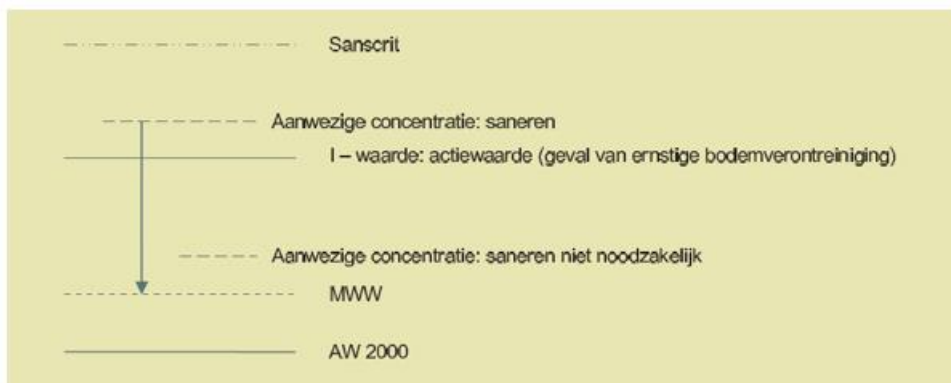 Sanscrit
Aanwezige concentratie: saneren
I – waarde: actiewaarde (geval van ernstige bodemverontreiniging)
Aanwezige concentratie: saneren niet noodzakelijk
MWW
AW 2000